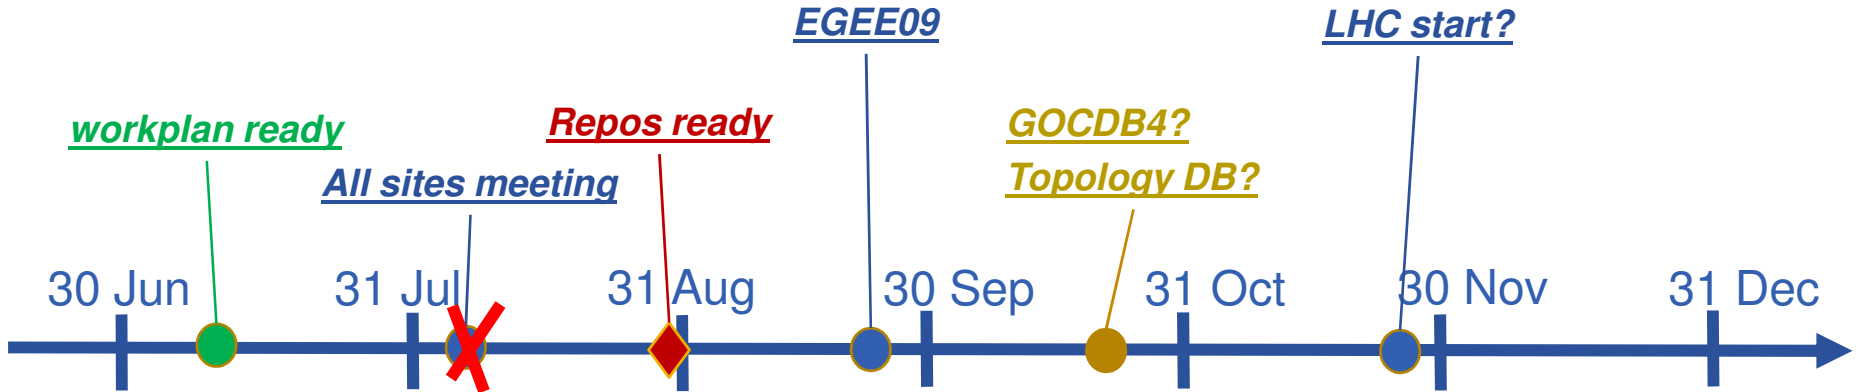 EGEE09
LHC start?
workplan ready
Repos ready
GOCDB4?
All sites meeting
Topology DB?
30 Jun
31 Jul
31 Aug
30 Sep
31 Oct
30 Nov
31 Dec